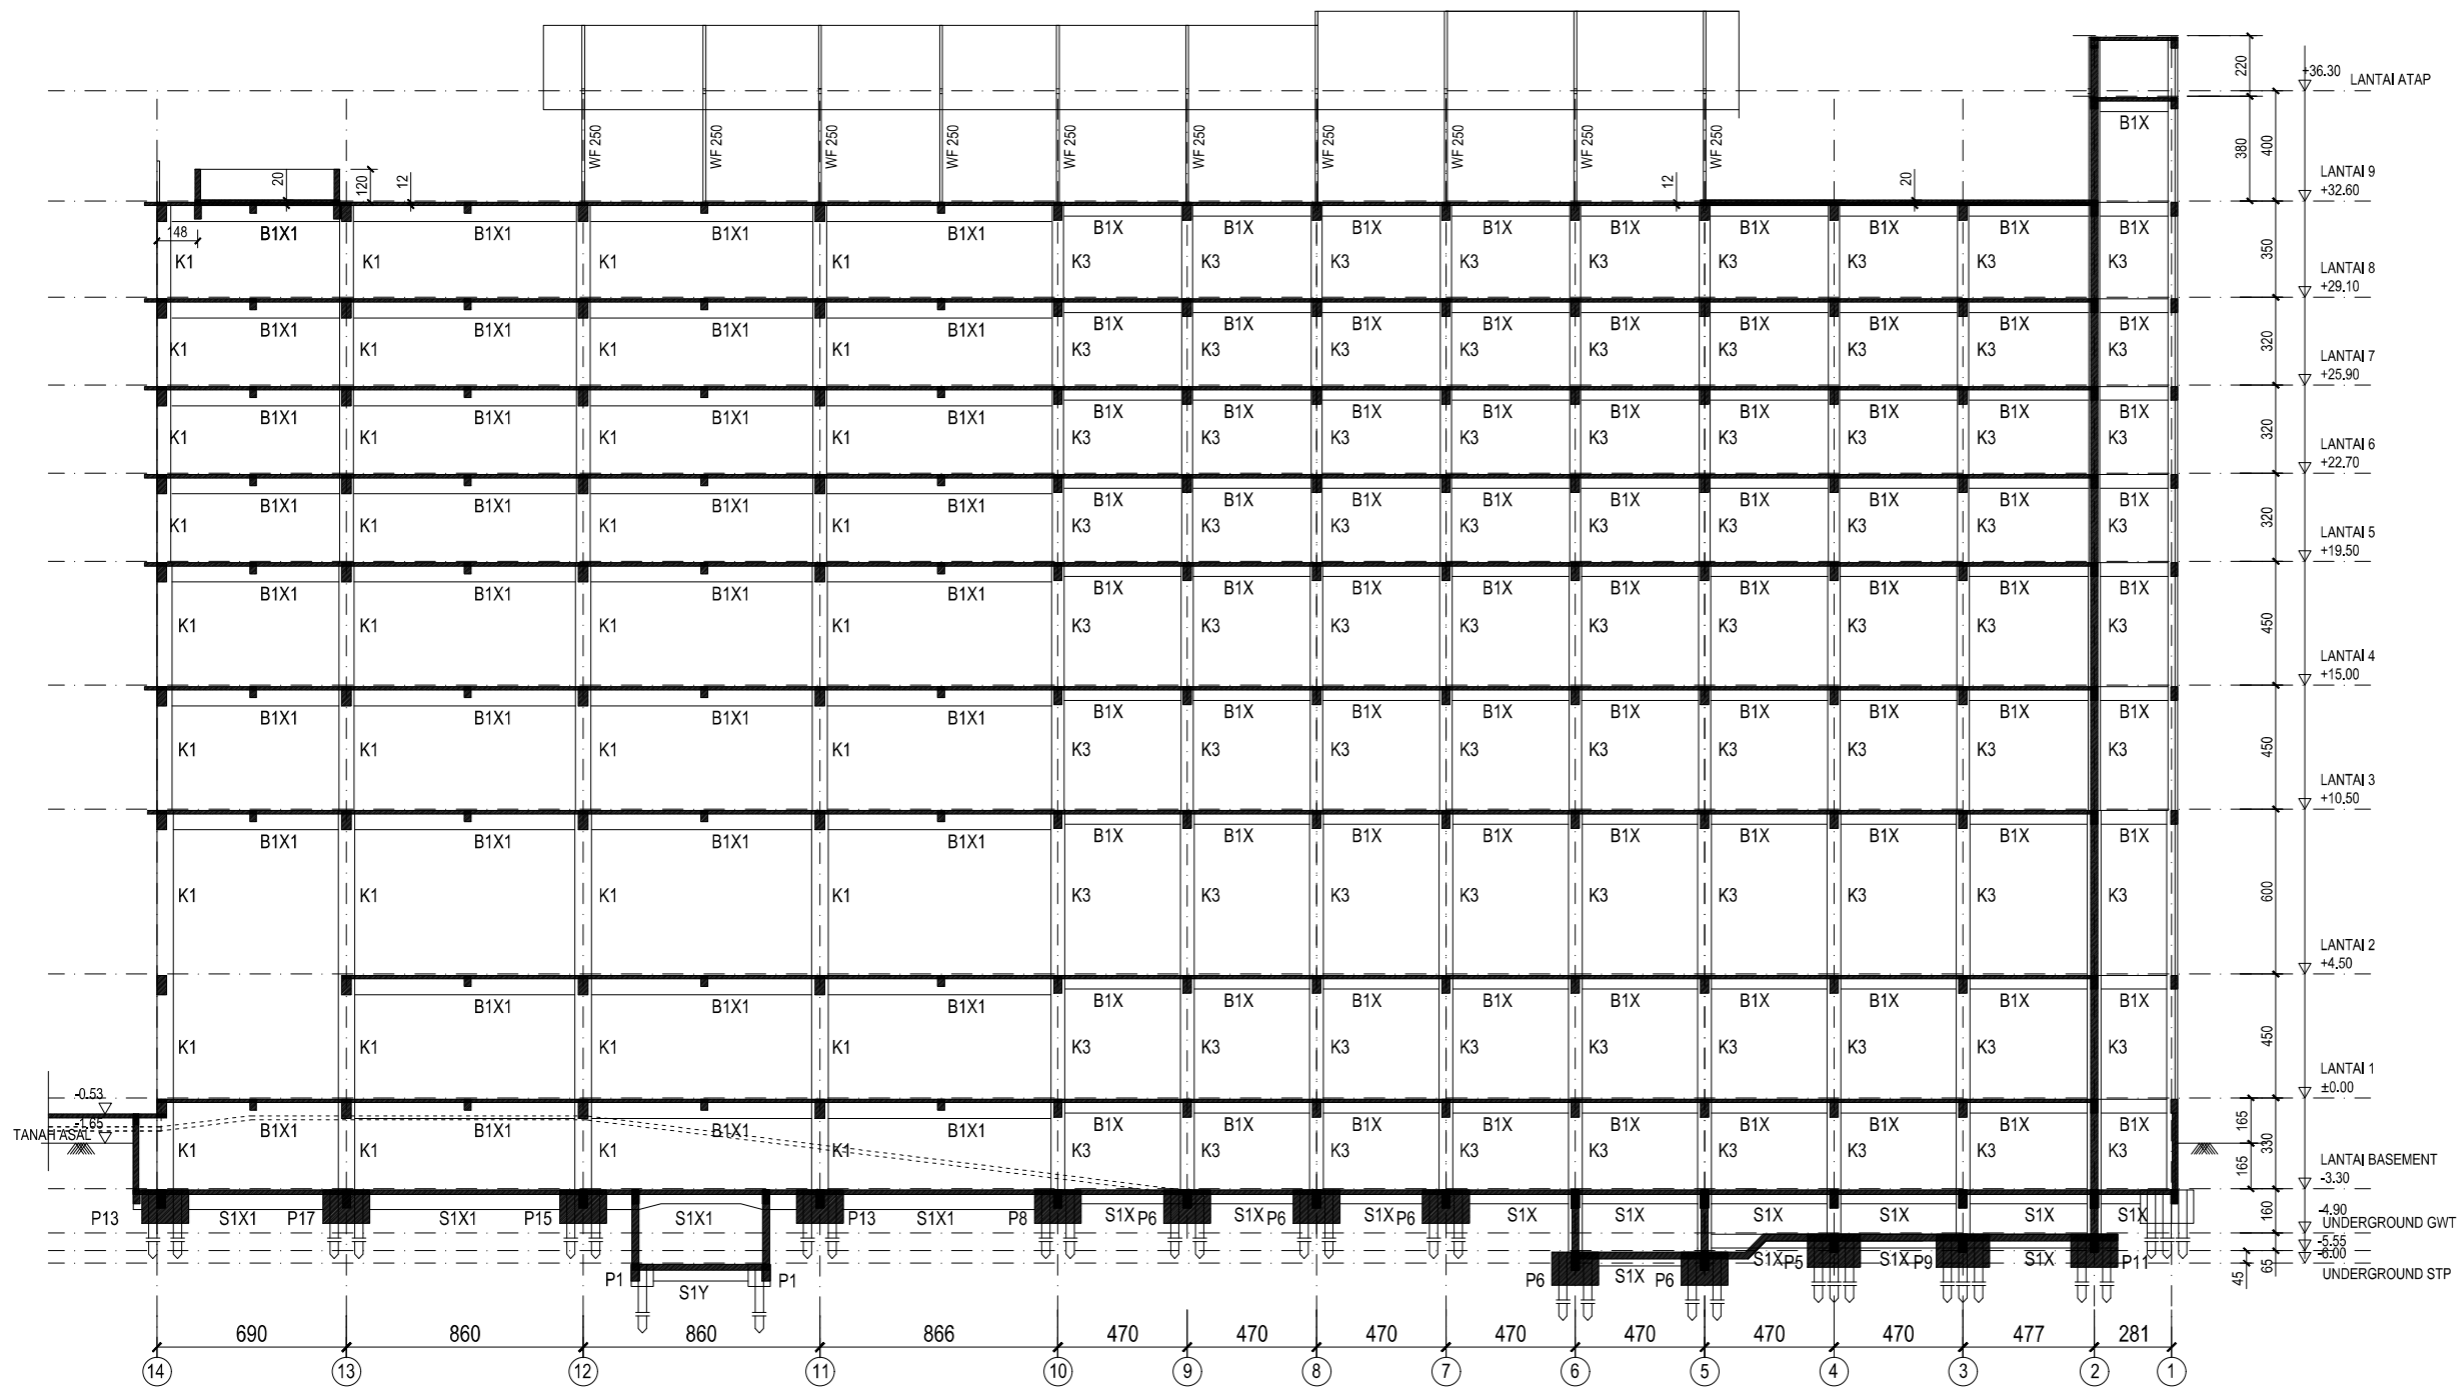 220
+36.30 LANTAI ATAP
B1X
WF 250 WF 250 WF 250 WF 250 WF 250 WF 250 WF 250 WF 250 WF 250 WF 250
380 400
20 120 12 12 20
LANTAI 9
+32.60
148
B1X1 B1X1 B1X1 B1X1 B1X B1X B1X B1X B1X B1X B1X B1X B1X
K1 K1 K1 K1 K3 K3 K3 K3 K3 K3 K3 K3 K3
350
LANTAI 8
+29.10
B1X1 B1X1 B1X1 B1X1 B1X B1X B1X B1X B1X B1X B1X B1X B1X
K1 K1 K1 K1 K3 K3 K3 K3 K3 K3 K3 K3 K3
320
LANTAI 7
+25.90
B1X1 B1X1 B1X1 B1X1 B1X B1X B1X B1X B1X B1X B1X B1X B1X
K1 K1 K1 K1 K3 K3 K3 K3 K3 K3 K3 K3 K3
320
LANTAI 6
+22.70
B1X1 B1X1 B1X1 B1X1 B1X B1X B1X B1X B1X B1X B1X B1X B1X
K1 K1 K1 K1 K3 K3 K3 K3 K3 K3 K3 K3 K3
320
LANTAI 5
+19.50
B1X1 B1X1 B1X1 B1X1 B1X B1X B1X B1X B1X B1X B1X B1X B1X
K1 K1 K1 K1 K3 K3 K3 K3 K3 K3 K3 K3 K3
450
LANTAI 4
+15.00
B1X1 B1X1 B1X1 B1X1 B1X B1X B1X B1X B1X B1X B1X B1X B1X
K1 K1 K1 K1 K3 K3 K3 K3 K3 K3 K3 K3 K3
450
LANTAI 3
+10.50
B1X1 B1X1 B1X1 B1X1 B1X B1X B1X B1X B1X B1X B1X B1X B1X
K1 K1 K1 K1 K3 K3 K3 K3 K3 K3 K3 K3 K3
600
LANTAI 2
+4.50
B1X1 B1X1 B1X1 B1X B1X B1X B1X B1X B1X B1X B1X B1X
K1 K1 K1 K1 K3 K3 K3 K3 K3 K3 K3 K3 K3
450
LANTAI 1
±0.00
-0.53
-1.65
TANAH ASAL
B1X1 B1X1 B1X1 B1X1 B1X B1X B1X B1X B1X B1X B1X B1X B1X
K1 K1 K1 K1 K3 K3 K3 K3 K3 K3 K3 K3 K3
165 330
165
LANTAI BASEMENT
-3.30
P13 S1X1 P17 S1X1 P15 S1X1 P13 S1X1 P8 S1X P6 S1X P6 S1X P6 S1X S1X S1X S1X S1X S1X
160
-4.90
UNDERGROUND GWT
-5.55
-6.00
UNDERGROUND STP
P1 S1Y P1 P6 S1X P6 S1X P5 S1X P9 S1X P11
45 65
690 860 860 866 470 470 470 470 470 470 470 477 281
14 13 12 11 10 9 8 7 6 5 4 3 2 1